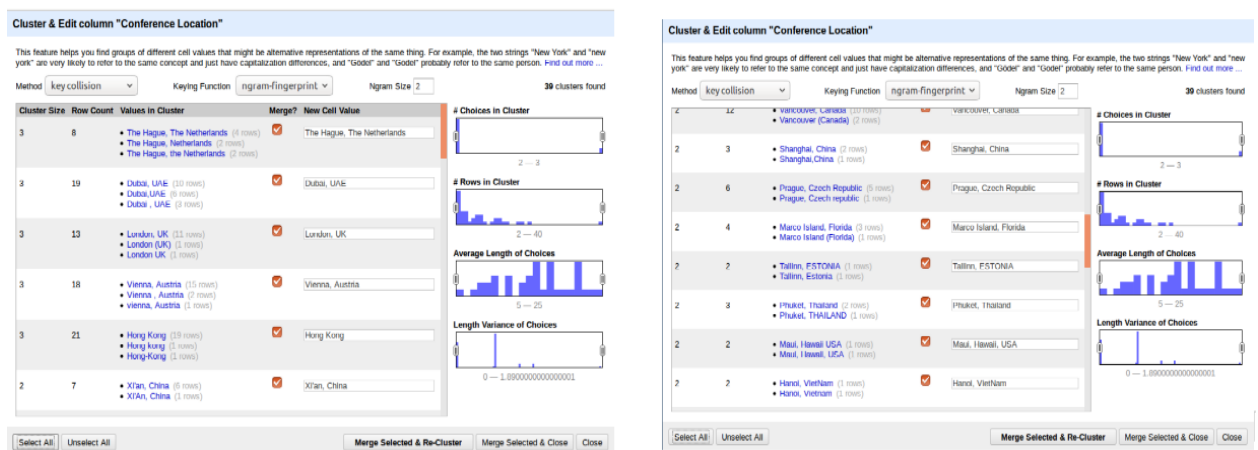 Cluster & Edit column "Conference Location"
This feature helps you find groups of different cell values that might be alternative representations of the same thing. For example, the two strings "New York" and "new
york" are very likely to refer to the same concept and just have capitalization differences, and "Gödel" and "Godel" probably refer to the same person. Find out more ...
Method key collision Keying Function ngram-fingerprint Ngram Size 2 39 clusters found
Cluster Size Row Count Values in Cluster Merge? New Cell Value
3 8 • The Hague, The Netherlands (4 rows) The Hague, The Netherlands
• The Hague, Netherlands (2 rows)
• The Hague, the Netherlands (2 rows)
3 19 • Dubai, UAE (10 rows) Dubai, UAE
• Dubai,UAE (6 rows)
• Dubai , UAE (3 rows)
3 13 • London, UK (11 rows) London, UK
• London (UK) (1 rows)
• London UK (1 rows)
3 18 • Vienna, Austria (15 rows) Vienna, Austria
• Vienna , Austria (2 rows)
• vienna, Austria (1 rows)
3 21 • Hong Kong (19 rows) Hong Kong
• Hong kong (1 rows)
• Hong-Kong (1 rows)
2 7 • Xi'an, China (6 rows) Xi'an, China
• Xi'An, China (1 rows)
# Choices in Cluster
2 — 3
# Rows in Cluster
2 — 40
Average Length of Choices
5 — 25
Length Variance of Choices
0 — 1.8900000000000001
Select All Unselect All Merge Selected & Re-Cluster Merge Selected & Close Close
Cluster & Edit column "Conference Location"
This feature helps you find groups of different cell values that might be alternative representations of the same thing. For example, the two strings "New York" and "new
york" are very likely to refer to the same concept and just have capitalization differences, and "Gödel" and "Godel" probably refer to the same person. Find out more ...
Method key collision Keying Function ngram-fingerprint Ngram Size 2 39 clusters found
2 12 • Vancouver, Canada (10 rows) Vancouver, Canada
• Vancouver (Canada) (2 rows)
2 3 • Shanghai, China (2 rows) Shanghai, China
• Shanghai,China (1 rows)
2 6 • Prague, Czech Republic (5 rows) Prague, Czech Republic
• Prague, Czech republic (1 rows)
2 4 • Marco Island, Florida (3 rows) Marco Island, Florida
• Marco Island (Florida) (1 rows)
2 2 • Tallinn, ESTONIA (1 rows) Tallinn, ESTONIA
• Tallinn, Estonia (1 rows)
2 3 • Phuket, Thailand (2 rows) Phuket, Thailand
• Phuket, THAILAND (1 rows)
2 2 • Maui, Hawaii USA (1 rows) Maui, Hawaii, USA
• Maui, Hawaii, USA (1 rows)
2 2 • Hanoi, VietNam (1 rows) Hanoi, VietNam
• Hanoi, Vietnam (1 rows)
# Choices in Cluster
2 — 3
# Rows in Cluster
2 — 40
Average Length of Choices
5 — 25
Length Variance of Choices
0 — 1.8900000000000001
Select All Unselect All Merge Selected & Re-Cluster Merge Selected & Close Close